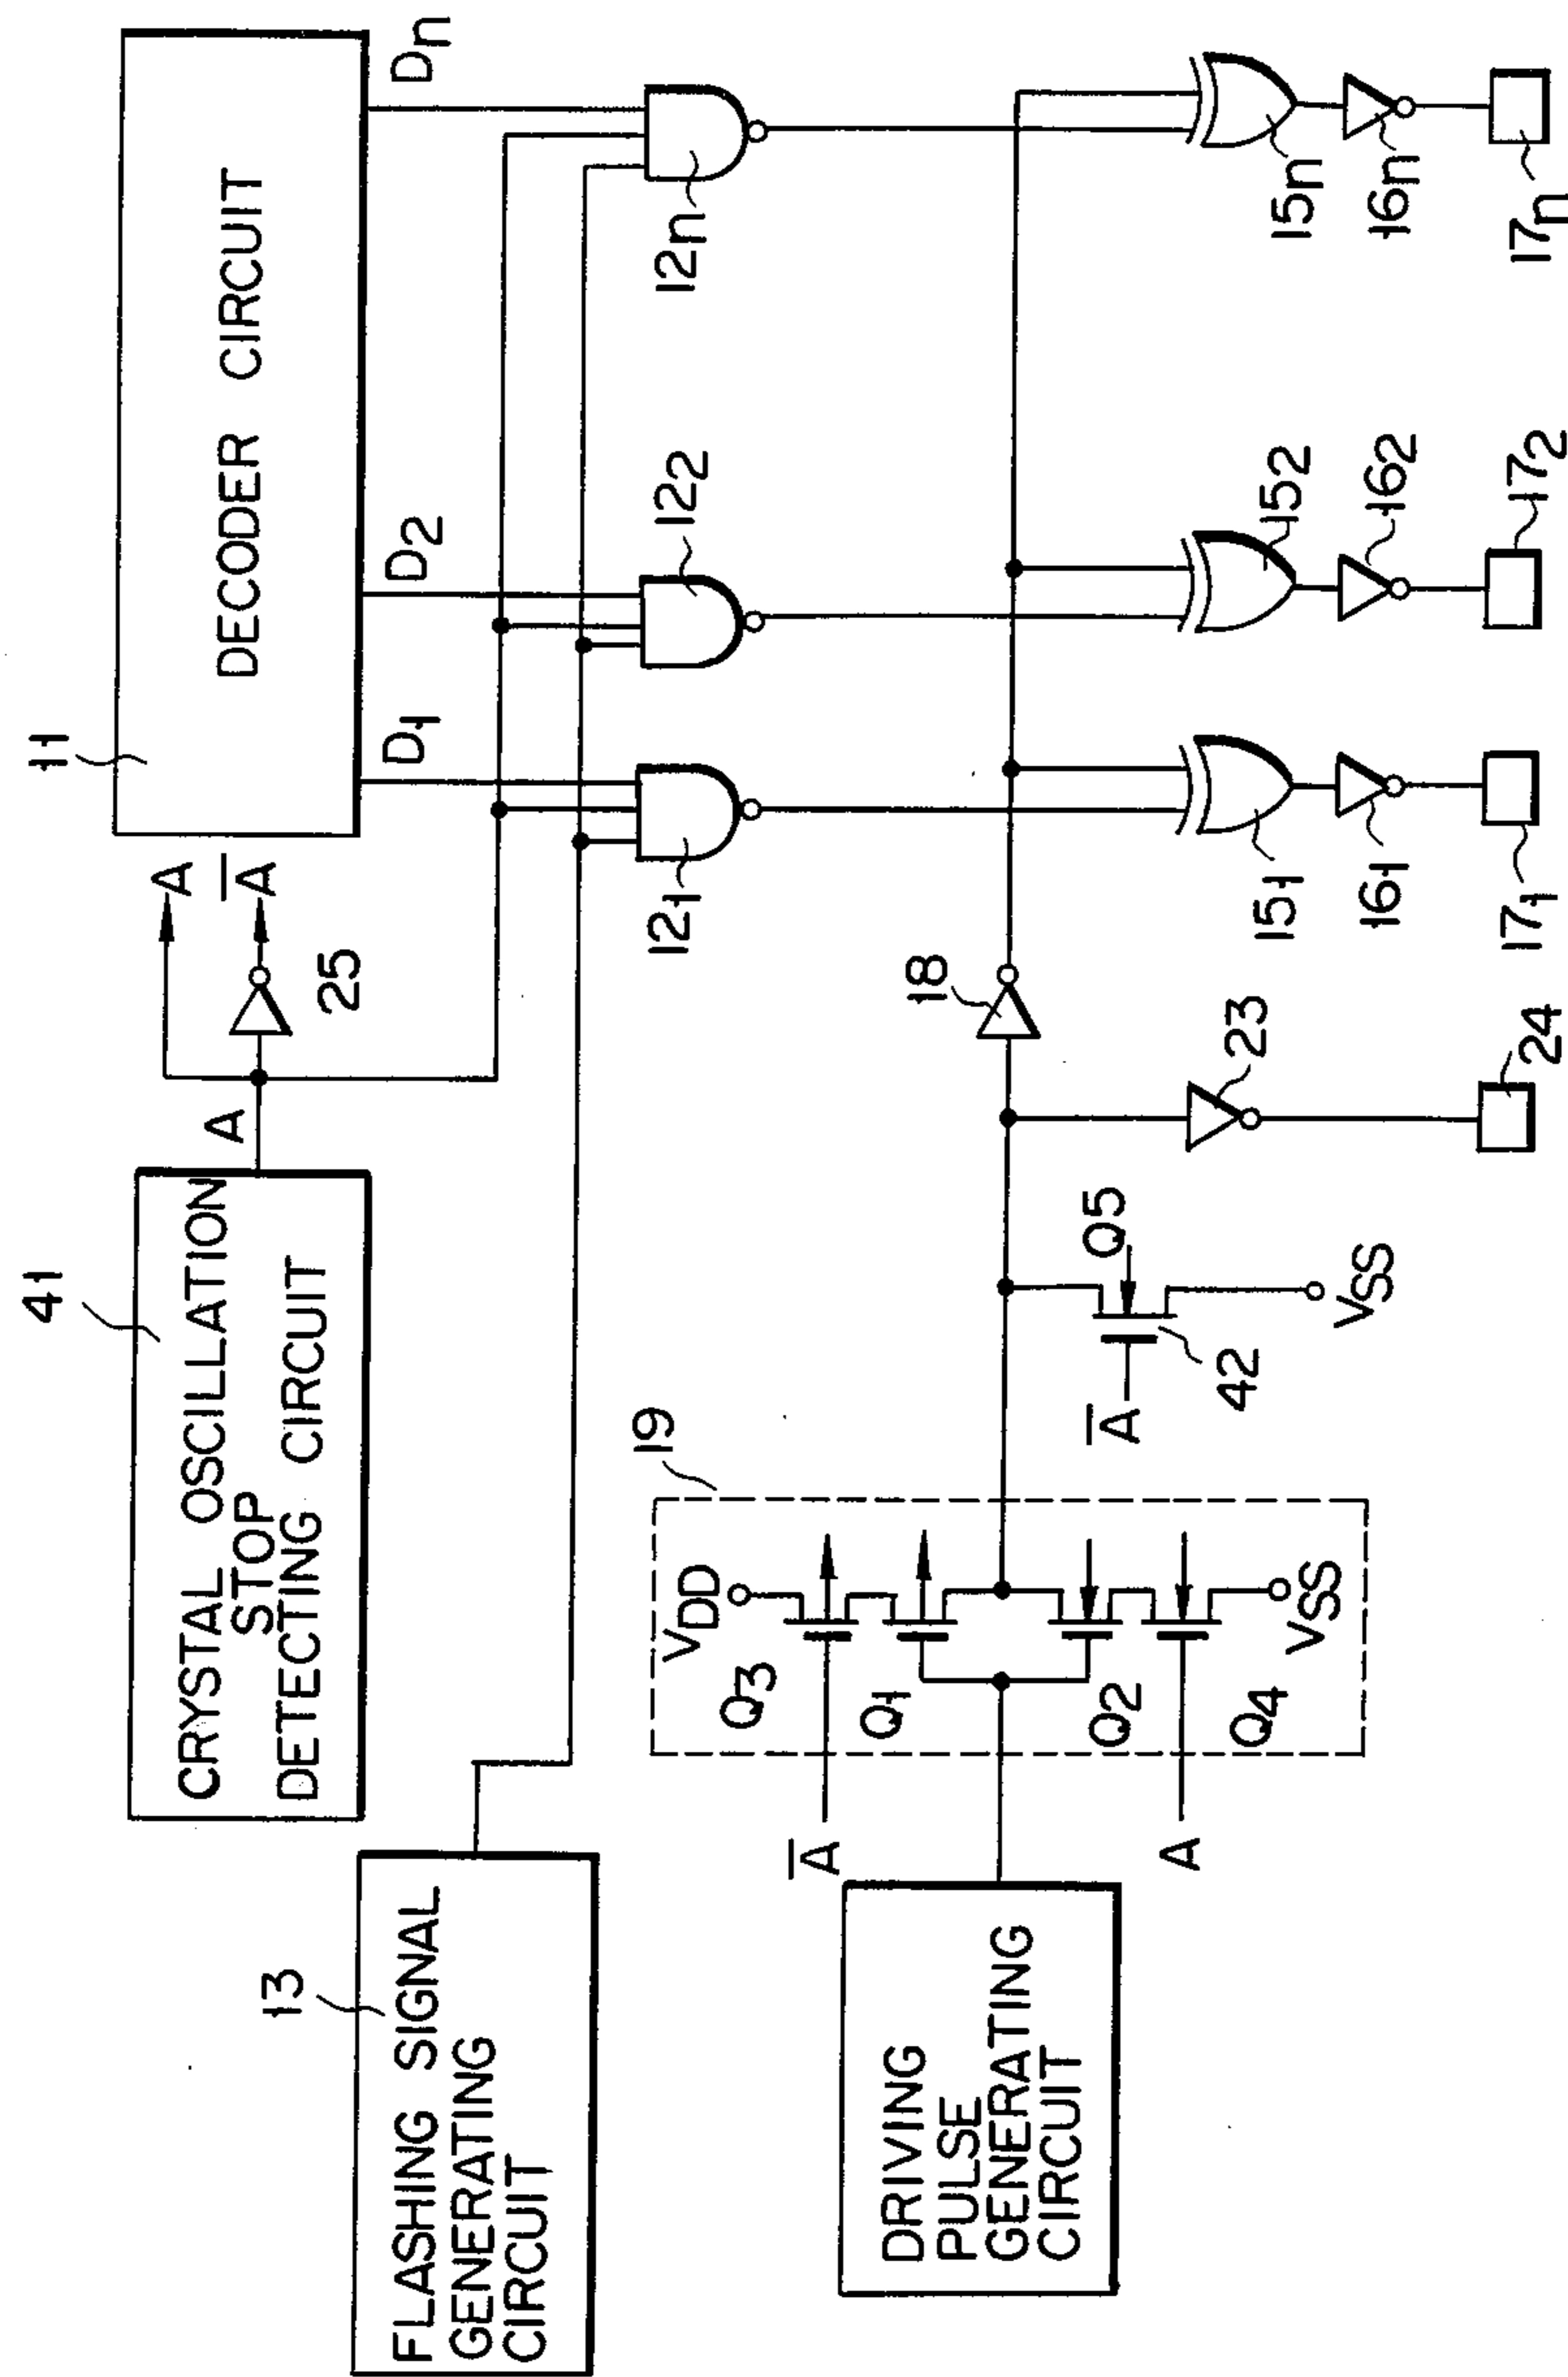 41
CRYSTAL OSCILLATION
STOP
DETECTING CIRCUIT
A
A
A̅
25
11
DECODER CIRCUIT
D1
D2
Dn
13
FLASHING SIGNAL
GENERATING
CIRCUIT
121
122
12n
DRIVING
PULSE
GENERATING
CIRCUIT
19
VDD
Q3
A̅
Q1
Q2
Q4
A
VSS
A̅
Q5
42
VSS
18
23
24
151
152
15n
161
162
16n
171
172
17n